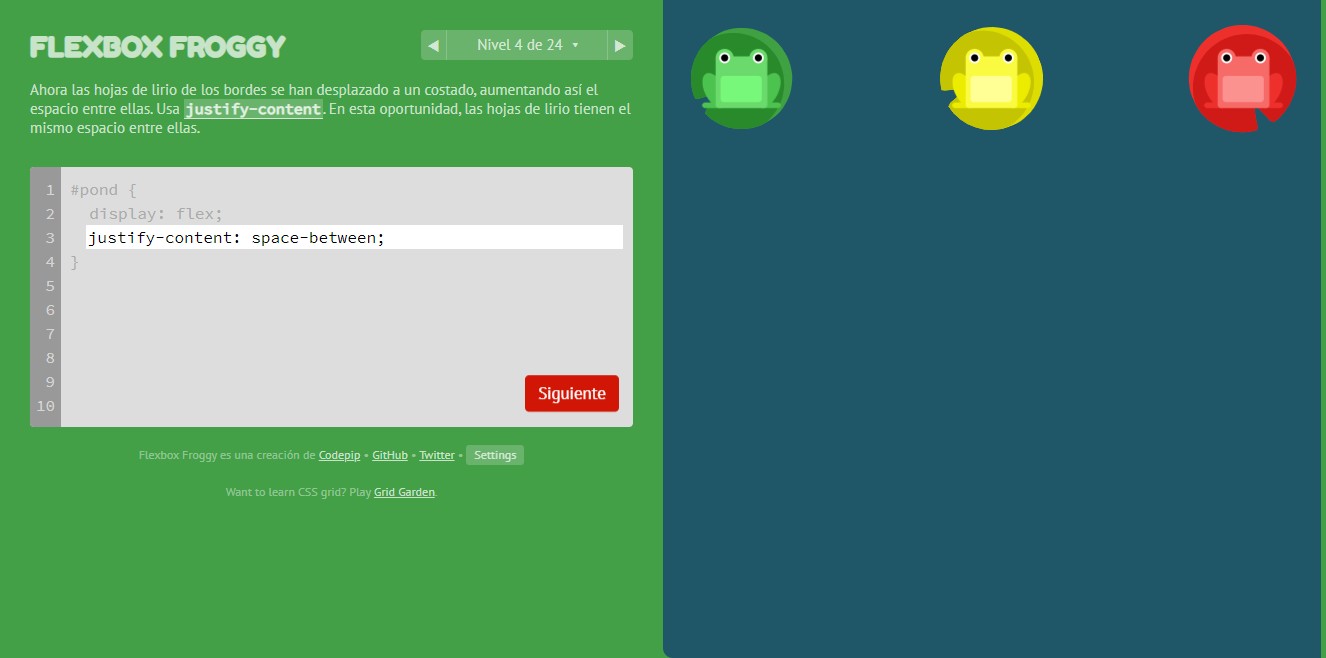 FLEXBOX FROGGY
◀ Nivel 4 de 24 ▾ ▶
Ahora las hojas de lirio de los bordes se han desplazado a un costado, aumentando así el
espacio entre ellas. Usa justify-content. En esta oportunidad, las hojas de lirio tienen el
mismo espacio entre ellas.
1 #pond {
2 display: flex;
3 justify-content: space-between;
4 }
5
6
7
8
9
10
Siguiente
Flexbox Froggy es una creación de Codepip • GitHub • Twitter • Settings
Want to learn CSS grid? Play Grid Garden.